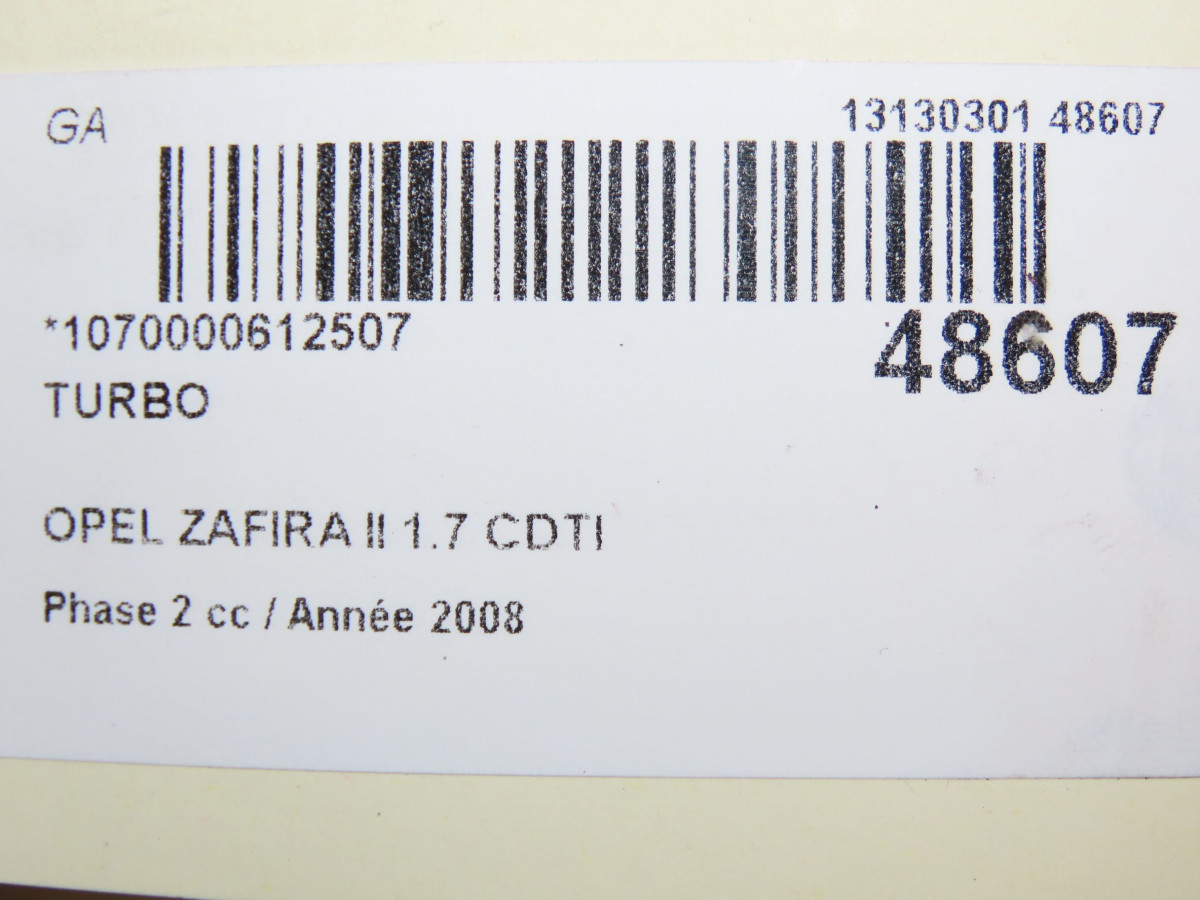 GA
13130301 48607
*1070000612507
48607
TURBO
OPEL ZAFIRA II 1.7 CDTI
Phase 2 cc / Année 2008